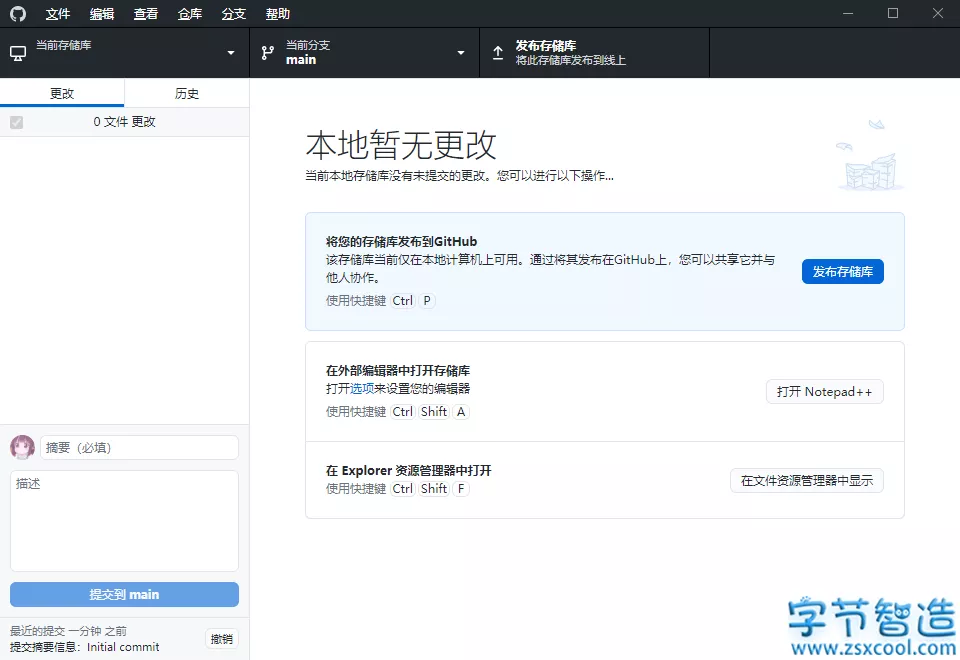 文件 编辑 查看 仓库 分支 帮助
当前存储库
当前分支
main
发布存储库
将此存储库发布到线上
更改 历史
0 文件 更改
本地暂无更改
当前本地存储库没有未提交的更改。您可以进行以下操作...
将您的存储库发布到GitHub
该存储库当前仅在本地计算机上可用。通过将其发布在GitHub上，您可以共享它并与
他人协作。
使用快捷键 Ctrl P
发布存储库
在外部编辑器中打开存储库
打开选项来设置您的编辑器
使用快捷键 Ctrl Shift A
打开 Notepad++
在 Explorer 资源管理器中打开
使用快捷键 Ctrl Shift F
在文件资源管理器中显示
摘要（必填）
描述
提交到 main
最近的提交 一分钟 之前
提交摘要信息：Initial commit
撤销
字节智造
www.zsxcool.com